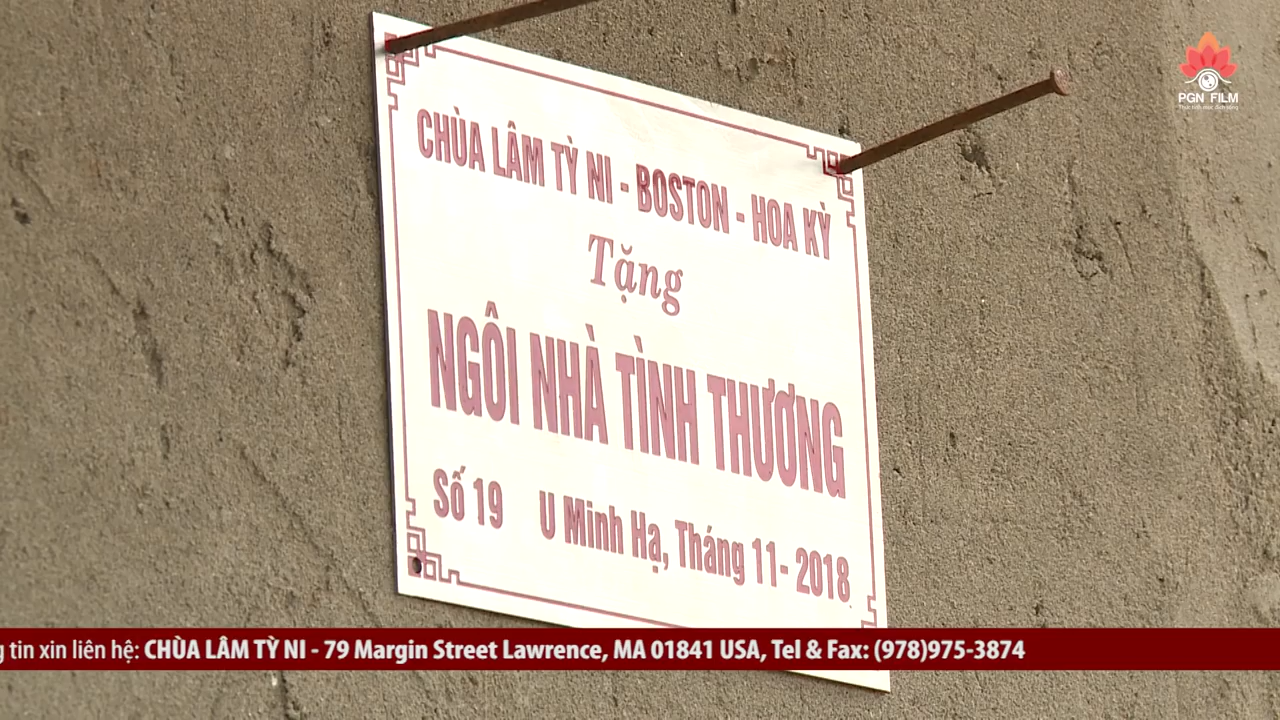 PGN FILM
CHÙA LÂM TỲ NI - BOSTON - HOA KỲ
Tặng
NGÔI NHÀ TÌNH THƯƠNG
Số 19 U Minh Hạ, Tháng 11- 2018
tin xin liên hệ: CHÙA LÂM TỲ NI - 79 Margin Street Lawrence, MA 01841 USA, Tel & Fax: (978)975-3874